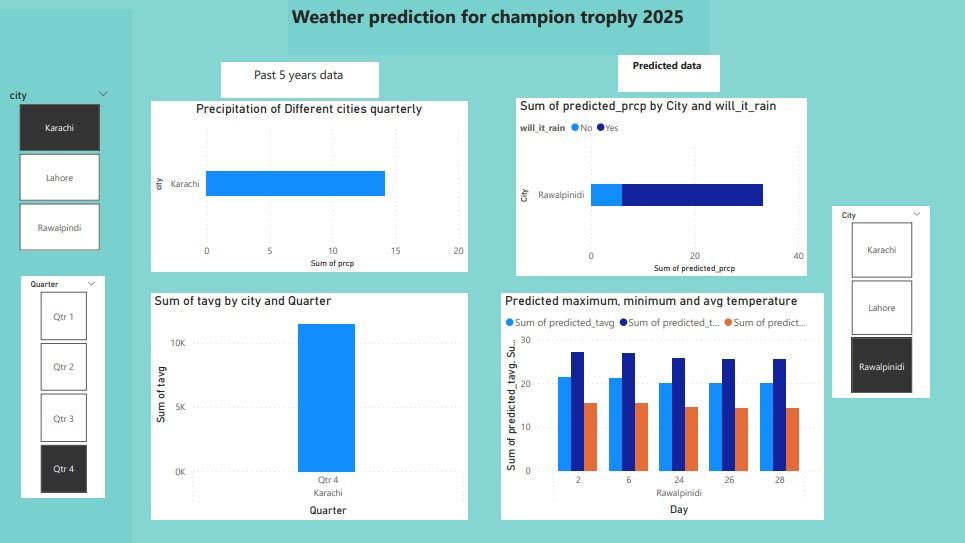 Weather prediction for champion trophy 2025
Past 5 years data
Predicted data
city
Karachi
Lahore
Rawalpindi
Quarter
Qtr 1
Qtr 2
Qtr 3
Qtr 4
Precipitation of Different cities quarterly
city
Karachi
0 5 10 15 20
Sum of prcp
Sum of predicted_prcp by City and will_it_rain
will_it_rain No Yes
City
Rawalpinidi
0 20 40
Sum of predicted_prcp
Sum of tavg by city and Quarter
Sum of tavg
10K
5K
0K
Qtr 4
Karachi
Quarter
Predicted maximum, minimum and avg temperature
Sum of predicted_tavg Sum of predicted_t... Sum of predict...
Sum of predicted_tavg, Su...
30
20
10
0
2 6 24 26 28
Rawalpinidi
Day
City
Karachi
Lahore
Rawalpinidi